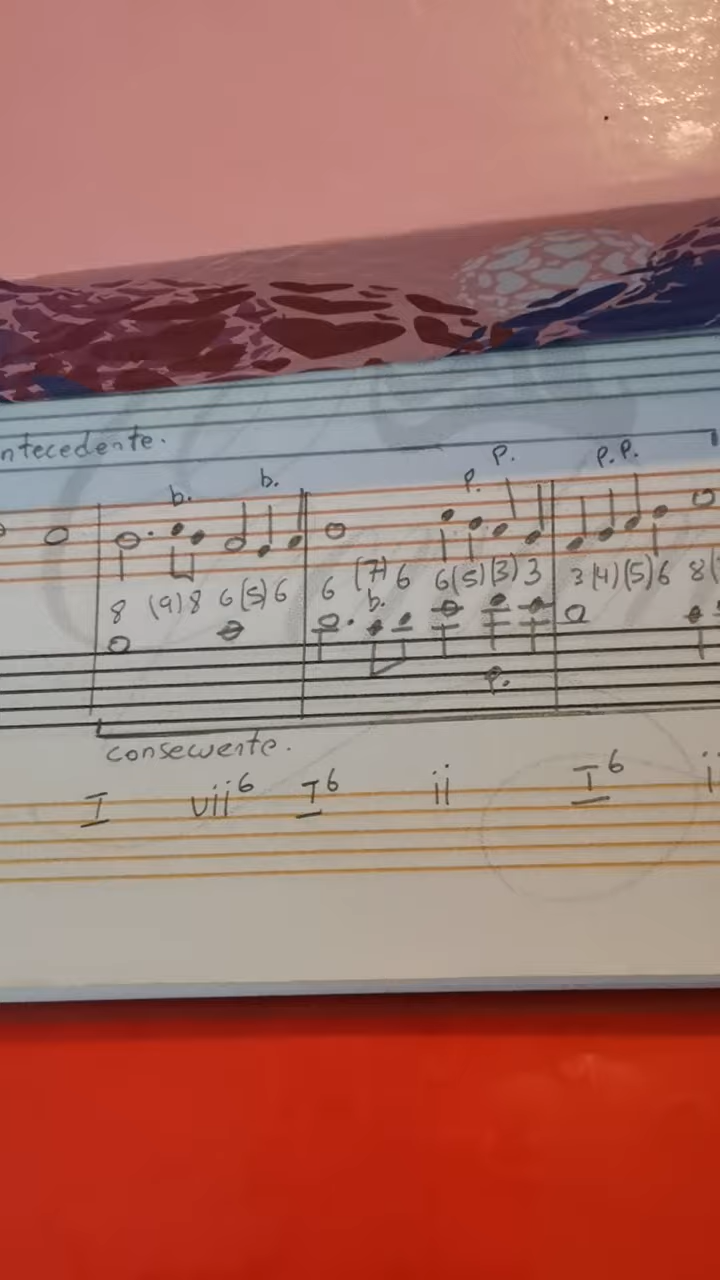 ntecedente.
p.
b. b. p. p.p.
8 (9) 8 6 (5) 6 6 (7) 6 6 (5) (3) 3 3 (4) (5) 6 8 (
b.
p.
consecuente.
I vii6 I6 ii I6 i